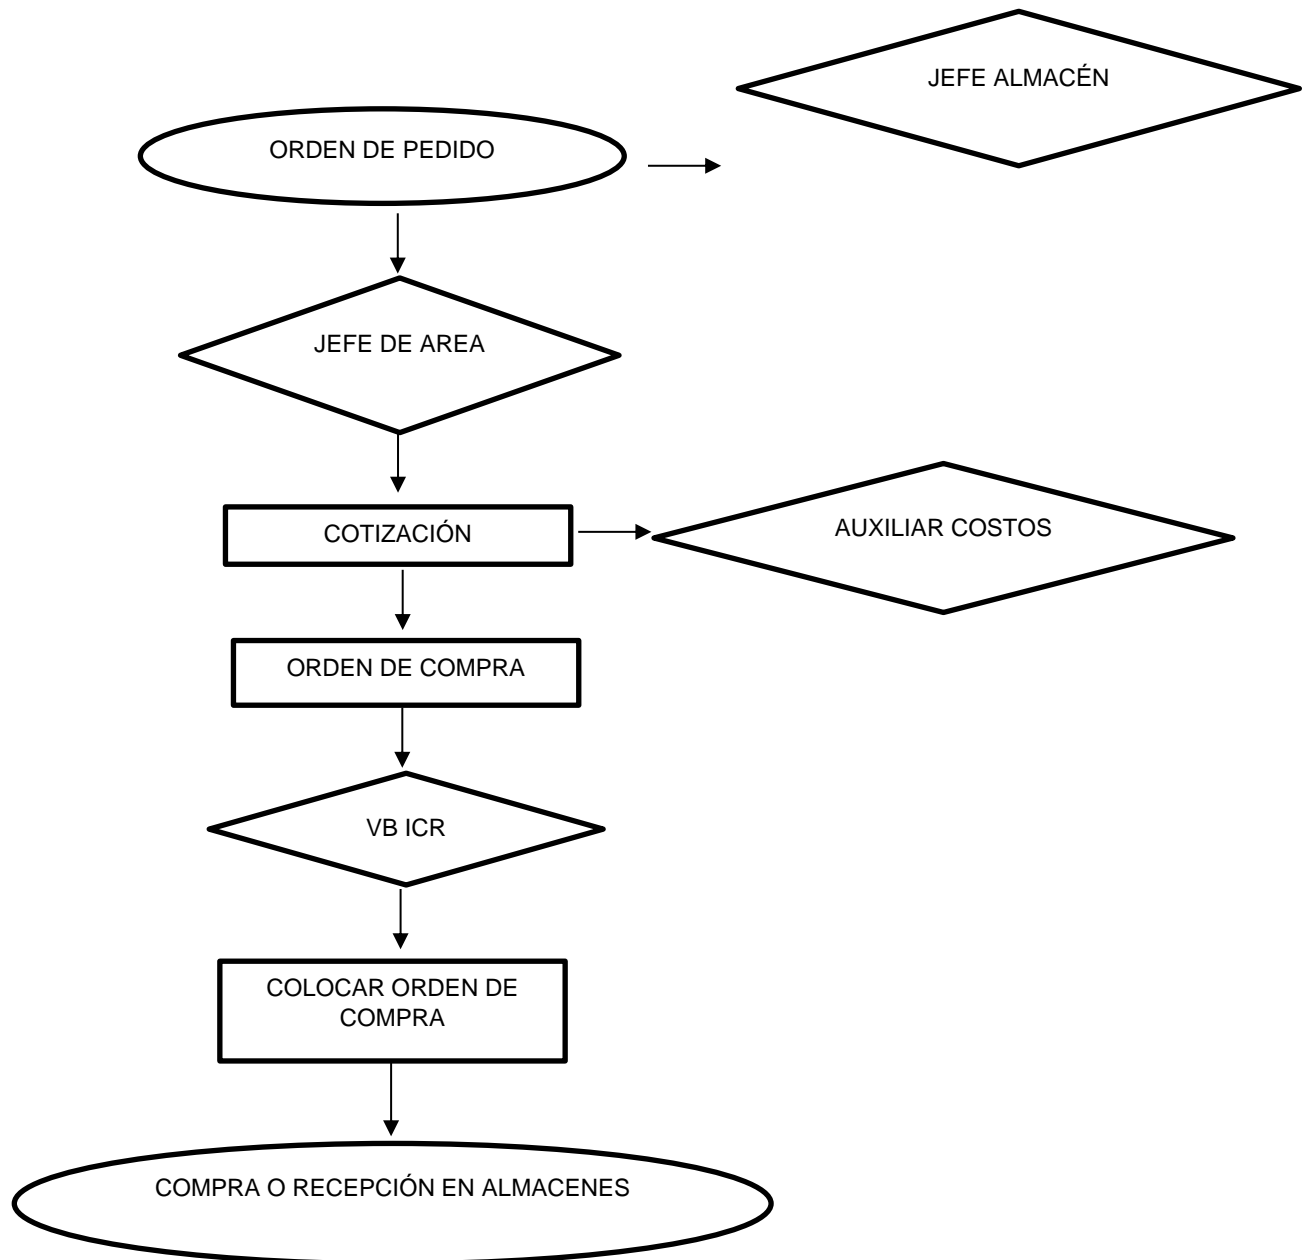 JEFE ALMACÉN
ORDEN DE PEDIDO
JEFE DE AREA
COTIZACIÓN
AUXILIAR COSTOS
ORDEN DE COMPRA
VB ICR
COLOCAR ORDEN DE
COMPRA
COMPRA O RECEPCIÓN EN ALMACENES